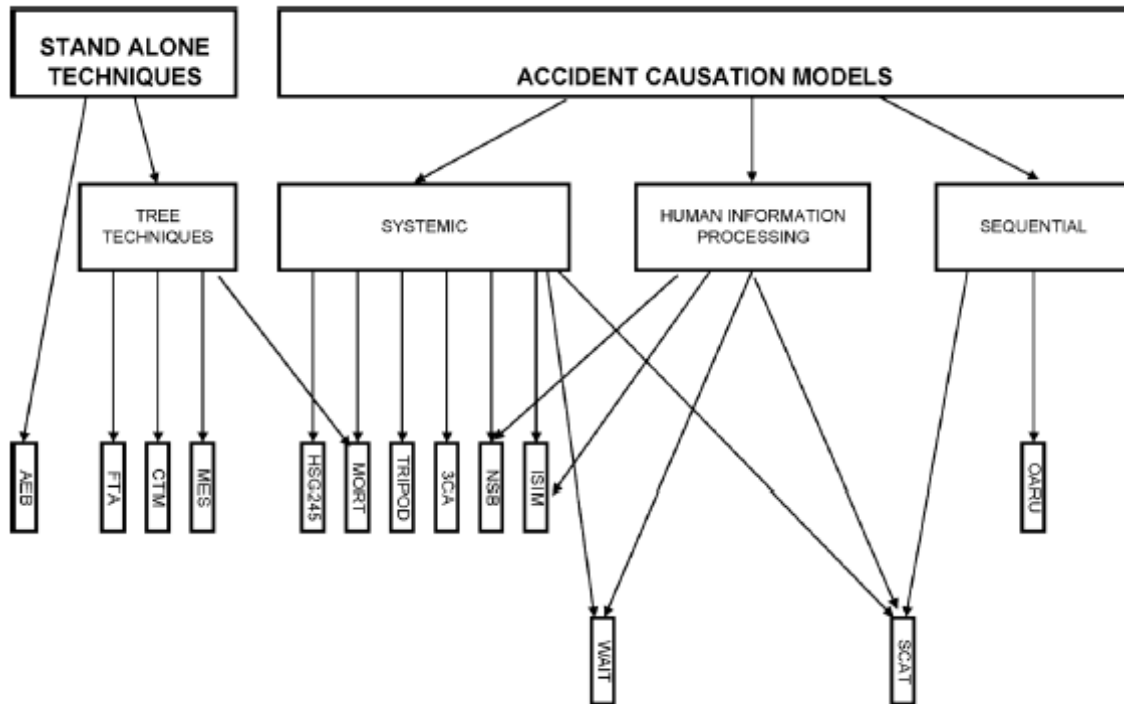 STAND ALONE
TECHNIQUES
ACCIDENT CAUSATION MODELS
TREE
TECHNIQUES
SYSTEMIC
HUMAN INFORMATION
PROCESSING
SEQUENTIAL
AEB
FTA
CTM
MES
HSG245
MORT
TRIPOD
3CA
NSB
ISIM
OARU
WAIT
SCAT